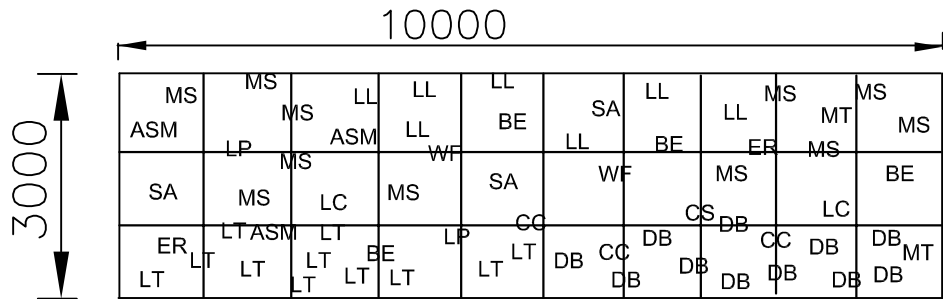 10000
3000
MS MS LL LL LL LL MS MS
ASM MS ASM LL BE SA LL MT MS
LP WF LL BE ER MS
SA MS MS LC MS SA WF MS LC BE
LT ASM LT LP CC CS DB
ER LT LT LT BE LT DB CC DB CC DB DB MT
LT LT LT LT LT DB DB DB DB DB DB